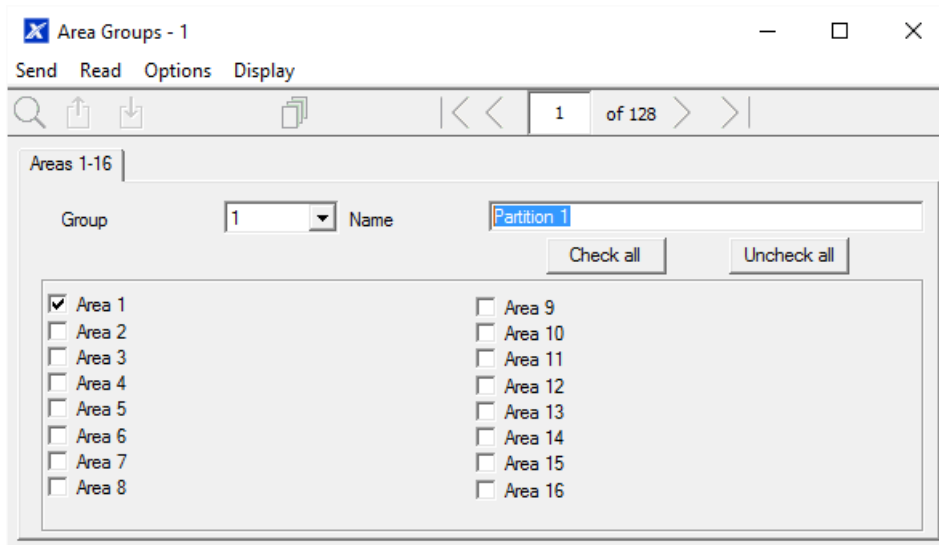 Area Groups - 1
Send Read Options Display
1 of 128
Areas 1-16
Group 1 Name Partition 1
Check all Uncheck all
Area 1 Area 9
Area 2 Area 10
Area 3 Area 11
Area 4 Area 12
Area 5 Area 13
Area 6 Area 14
Area 7 Area 15
Area 8 Area 16